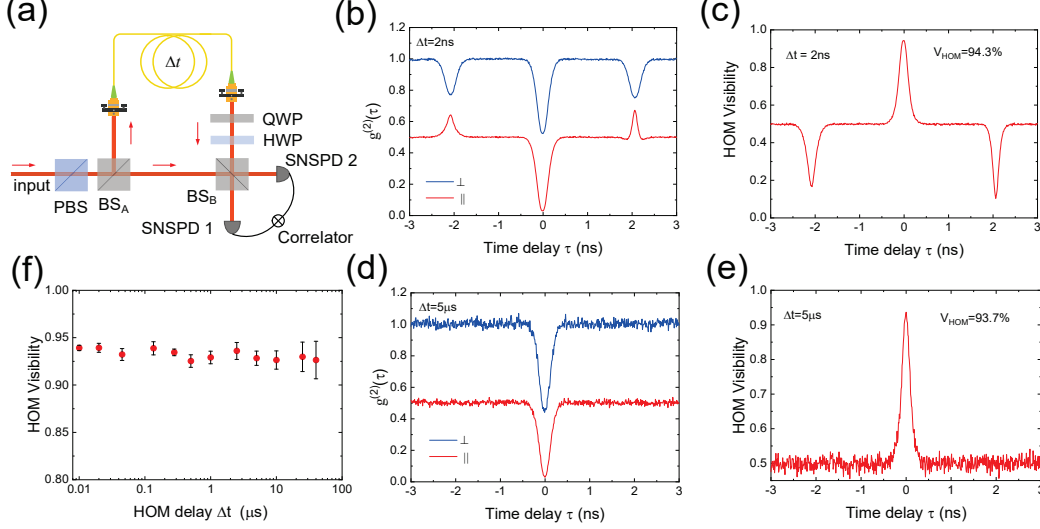 (a)
Δt
QWP
HWP
SNSPD 2
input
PBS
BS_A
BS_B
SNSPD 1
Correlator
(b)
Δt=2ns
g^(2)(τ)
1.2
1.0
0.8
0.6
0.4
0.2
0.0
⊥
||
-3 -2 -1 0 1 2 3
Time delay τ (ns)
(c)
Δt = 2ns
V_HOM=94.3%
HOM Visibility
1.0
0.8
0.6
0.4
0.2
0.0
-3 -2 -1 0 1 2 3
Time delay τ (ns)
(f)
HOM Visibility
1.00
0.95
0.90
0.85
0.80
0.01 0.1 1 10 100
HOM delay Δt (μs)
(d)
Δt=5μs
g^(2)(τ)
1.2
1.0
0.8
0.6
0.4
0.2
0.0
⊥
||
-3 -2 -1 0 1 2 3
Time delay τ (ns)
(e)
Δt=5μs
V_HOM=93.7%
HOM Visibility
1.0
0.9
0.8
0.7
0.6
0.5
-3 -2 -1 0 1 2 3
Time delay τ (ns)